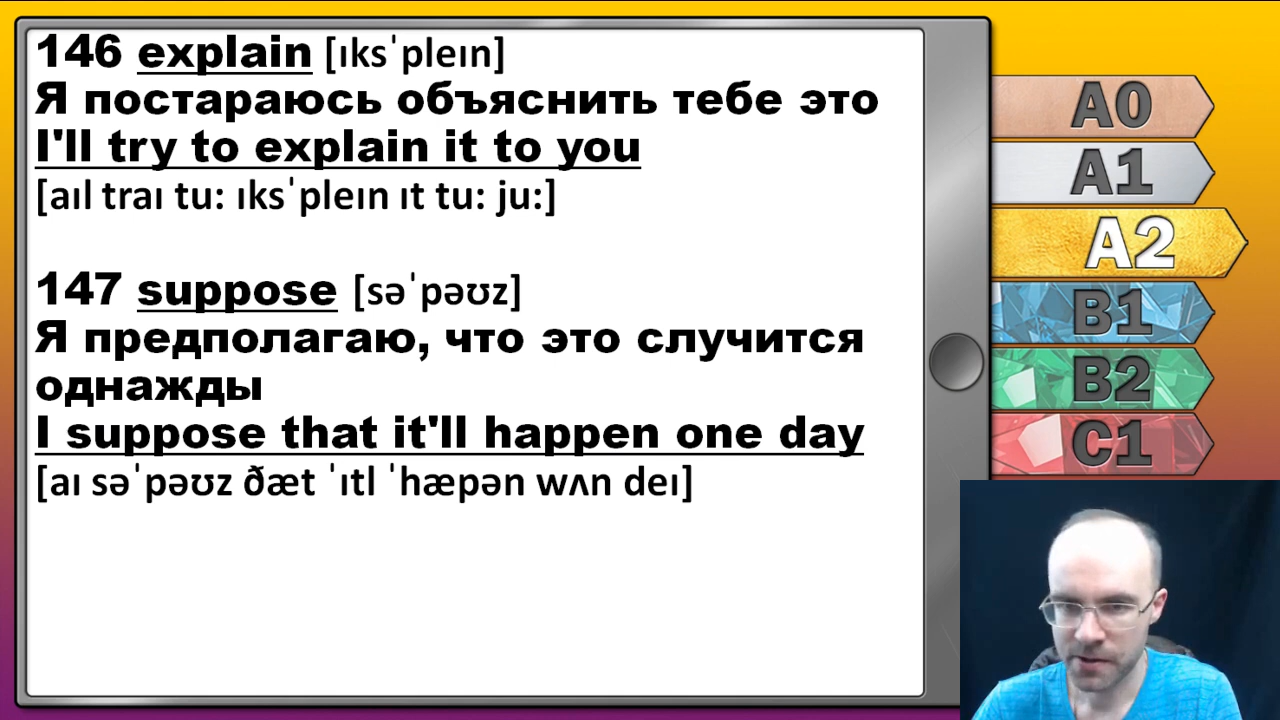 146 explain [ɪksˈpleɪn]
Я постараюсь объяснить тебе это
I'll try to explain it to you
[aɪl traɪ tu: ɪksˈpleɪn ɪt tu: ju:]
147 suppose [səˈpəʊz]
Я предполагаю, что это случится
однажды
I suppose that it'll happen one day
[aɪ səˈpəʊz ðæt ˈɪtl ˈhæpən wʌn deɪ]
A0
A1
A2
B1
B2
C1